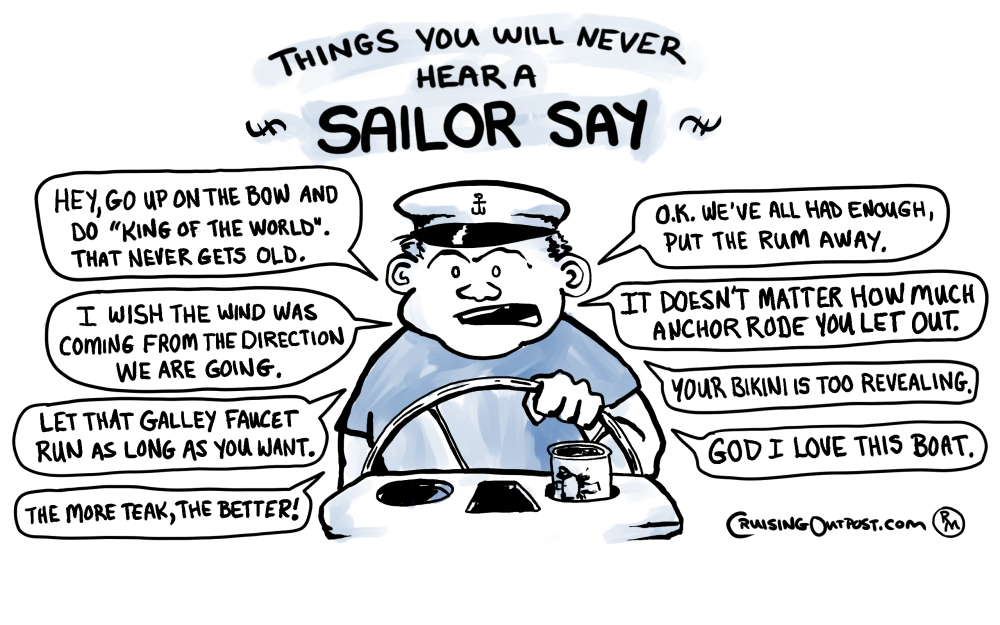 THINGS YOU WILL NEVER
HEAR A
SAILOR SAY
HEY, GO UP ON THE BOW AND
DO "KING OF THE WORLD".
THAT NEVER GETS OLD.
I WISH THE WIND WAS
COMING FROM THE DIRECTION
WE ARE GOING.
LET THAT GALLEY FAUCET
RUN AS LONG AS YOU WANT.
THE MORE TEAK, THE BETTER!
O.K. WE'VE ALL HAD ENOUGH,
PUT THE RUM AWAY.
IT DOESN'T MATTER HOW MUCH
ANCHOR RODE YOU LET OUT.
YOUR BIKINI IS TOO REVEALING.
GOD I LOVE THIS BOAT.
CRUISINGOUTPOST.COM RM